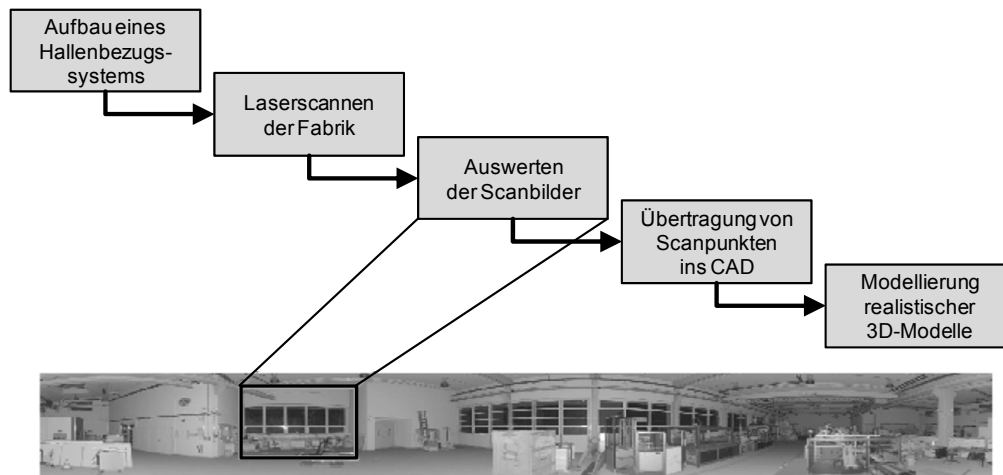 Aufbau eines
Hallenbezugs-
systems
Laserscannen
der Fabrik
Auswerten
der Scanbilder
Übertragung von
Scanpunkten
ins CAD
Modellierung
realistischer
3D-Modelle